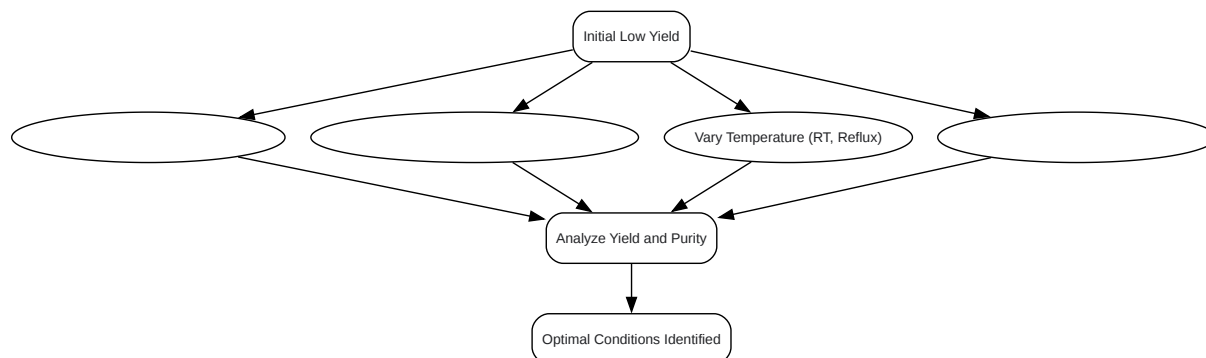 Initial Low Yield
Vary Temperature (RT, Reflux)
Analyze Yield and Purity
Optimal Conditions Identified